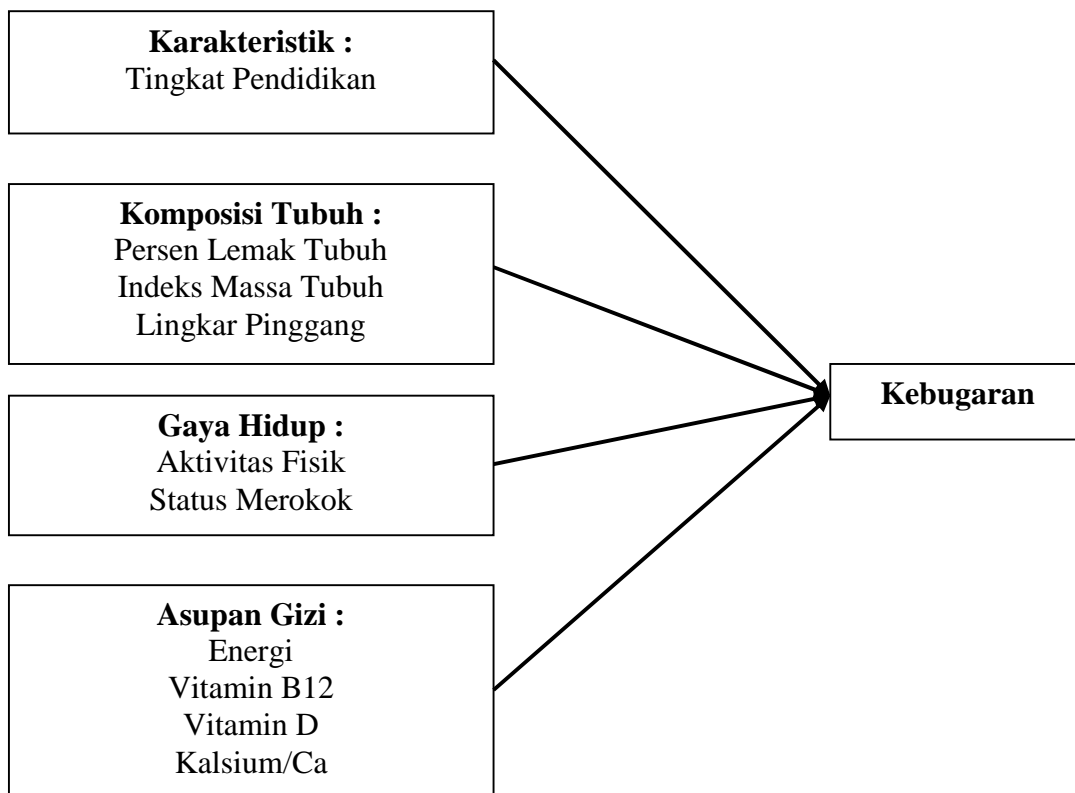 Karakteristik :
Tingkat Pendidikan
Komposisi Tubuh :
Persen Lemak Tubuh
Indeks Massa Tubuh
Lingkar Pinggang
Gaya Hidup :
Aktivitas Fisik
Status Merokok
Asupan Gizi :
Energi
Vitamin B12
Vitamin D
Kalsium/Ca
Kebugaran